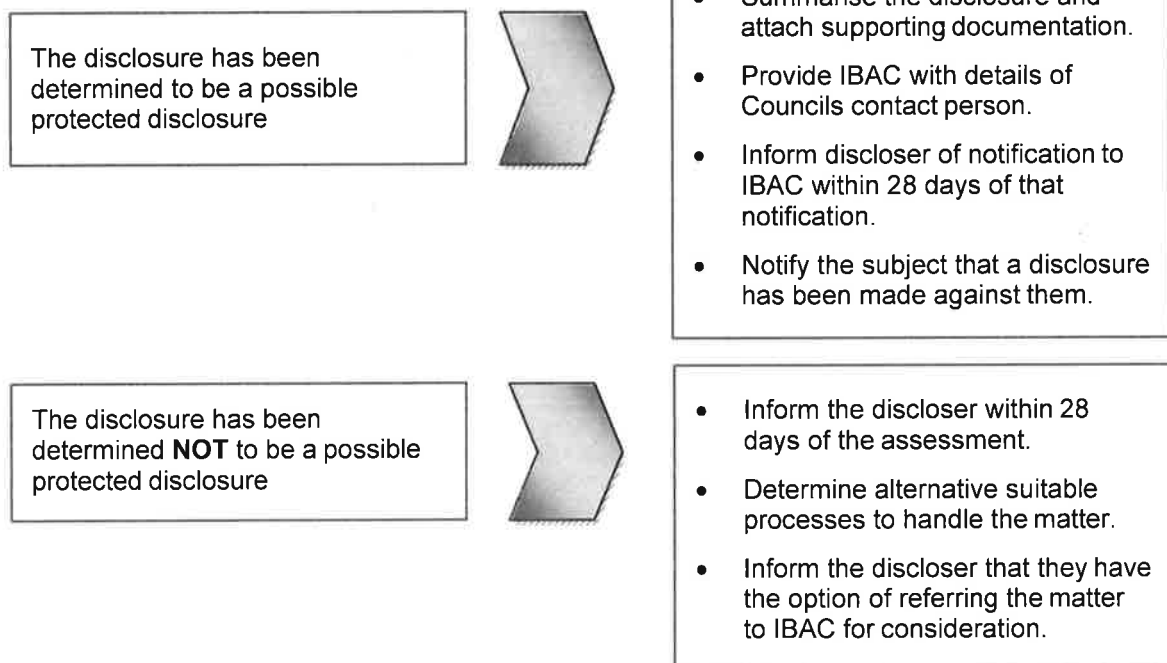 The disclosure has been
determined to be a possible
protected disclosure
• Summarise the disclosure and
attach supporting documentation.
• Provide IBAC with details of
Councils contact person.
• Inform discloser of notification to
IBAC within 28 days of that
notification.
• Notify the subject that a disclosure
has been made against them.
The disclosure has been
determined NOT to be a possible
protected disclosure
• Inform the discloser within 28
days of the assessment.
• Determine alternative suitable
processes to handle the matter.
• Inform the discloser that they have
the option of referring the matter
to IBAC for consideration.